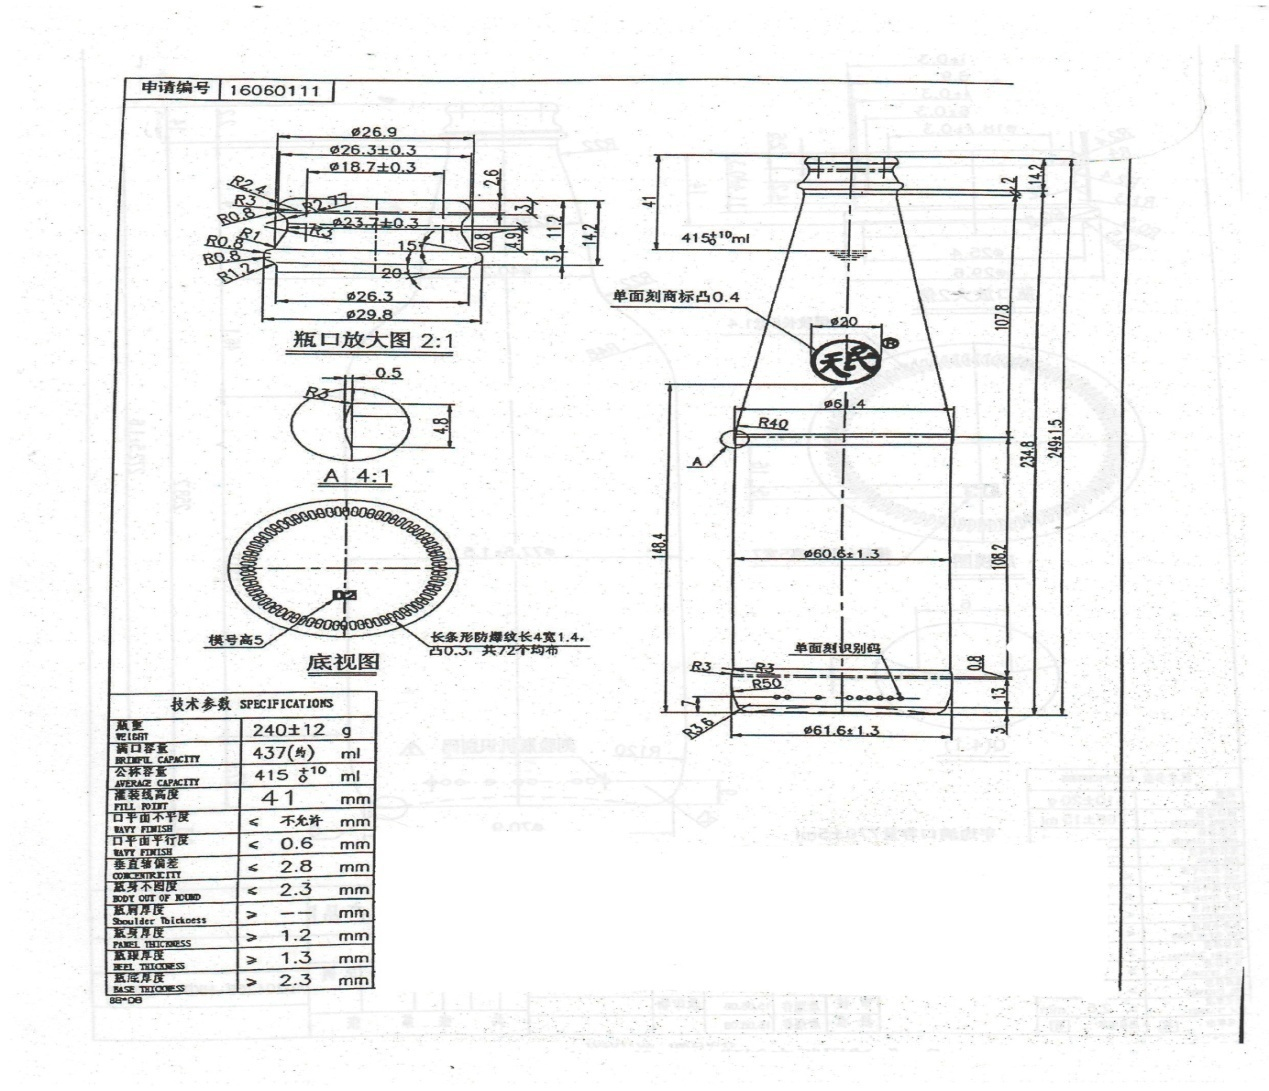 申请编号 16060111
ø26.9
ø26.3±0.3
ø18.7±0.3
R2.4
R3
R0.8
R2.77
ø23.7±0.3
R3
R1
R0.8
R0.8
R1.2
15°
20
2.6
3
0.8
4.9
11.2
3
14.2
ø26.3
ø29.8
瓶口放大图 2:1
0.5
R3
4.8
A 4:1
模号高5
长条形防爆纹长4宽1.4，
凸0.3，共72个均布
底视图
41
415+10 0ml
单面刻商标凸0.4
ø20
天民®
ø61.4
R40
A
148.4
ø60.6±1.3
单面刻识别码
R3
R3
R50
7
R3.6
ø61.6±1.3
2
14.2
107.8
108.2
234.8
249±1.5
0.8
13
3
技术参数 SPECIFICATIONS
瓶重
WEIGHT 240±12 g
满口容量
BRIMFUL CAPACITY 437(约) ml
公称容量
AVERAGE CAPACITY 415 +10 0 ml
灌装线高度
FILL POINT 41 mm
口平面不平度
WAVY FINISH ≤ 不允许 mm
口平面平行度
WAVY FINISH ≤ 0.6 mm
垂直轴偏差
CONCENTRICITY ≤ 2.8 mm
瓶身不圆度
BODY OUT OF ROUND ≤ 2.3 mm
瓶肩厚度
Shoulder Thickness ≥ -- mm
瓶身厚度
PANEL THICKNESS ≥ 1.2 mm
瓶跟厚度
HEEL THICKNESS ≥ 1.3 mm
瓶底厚度
BASE THICKNESS ≥ 2.3 mm